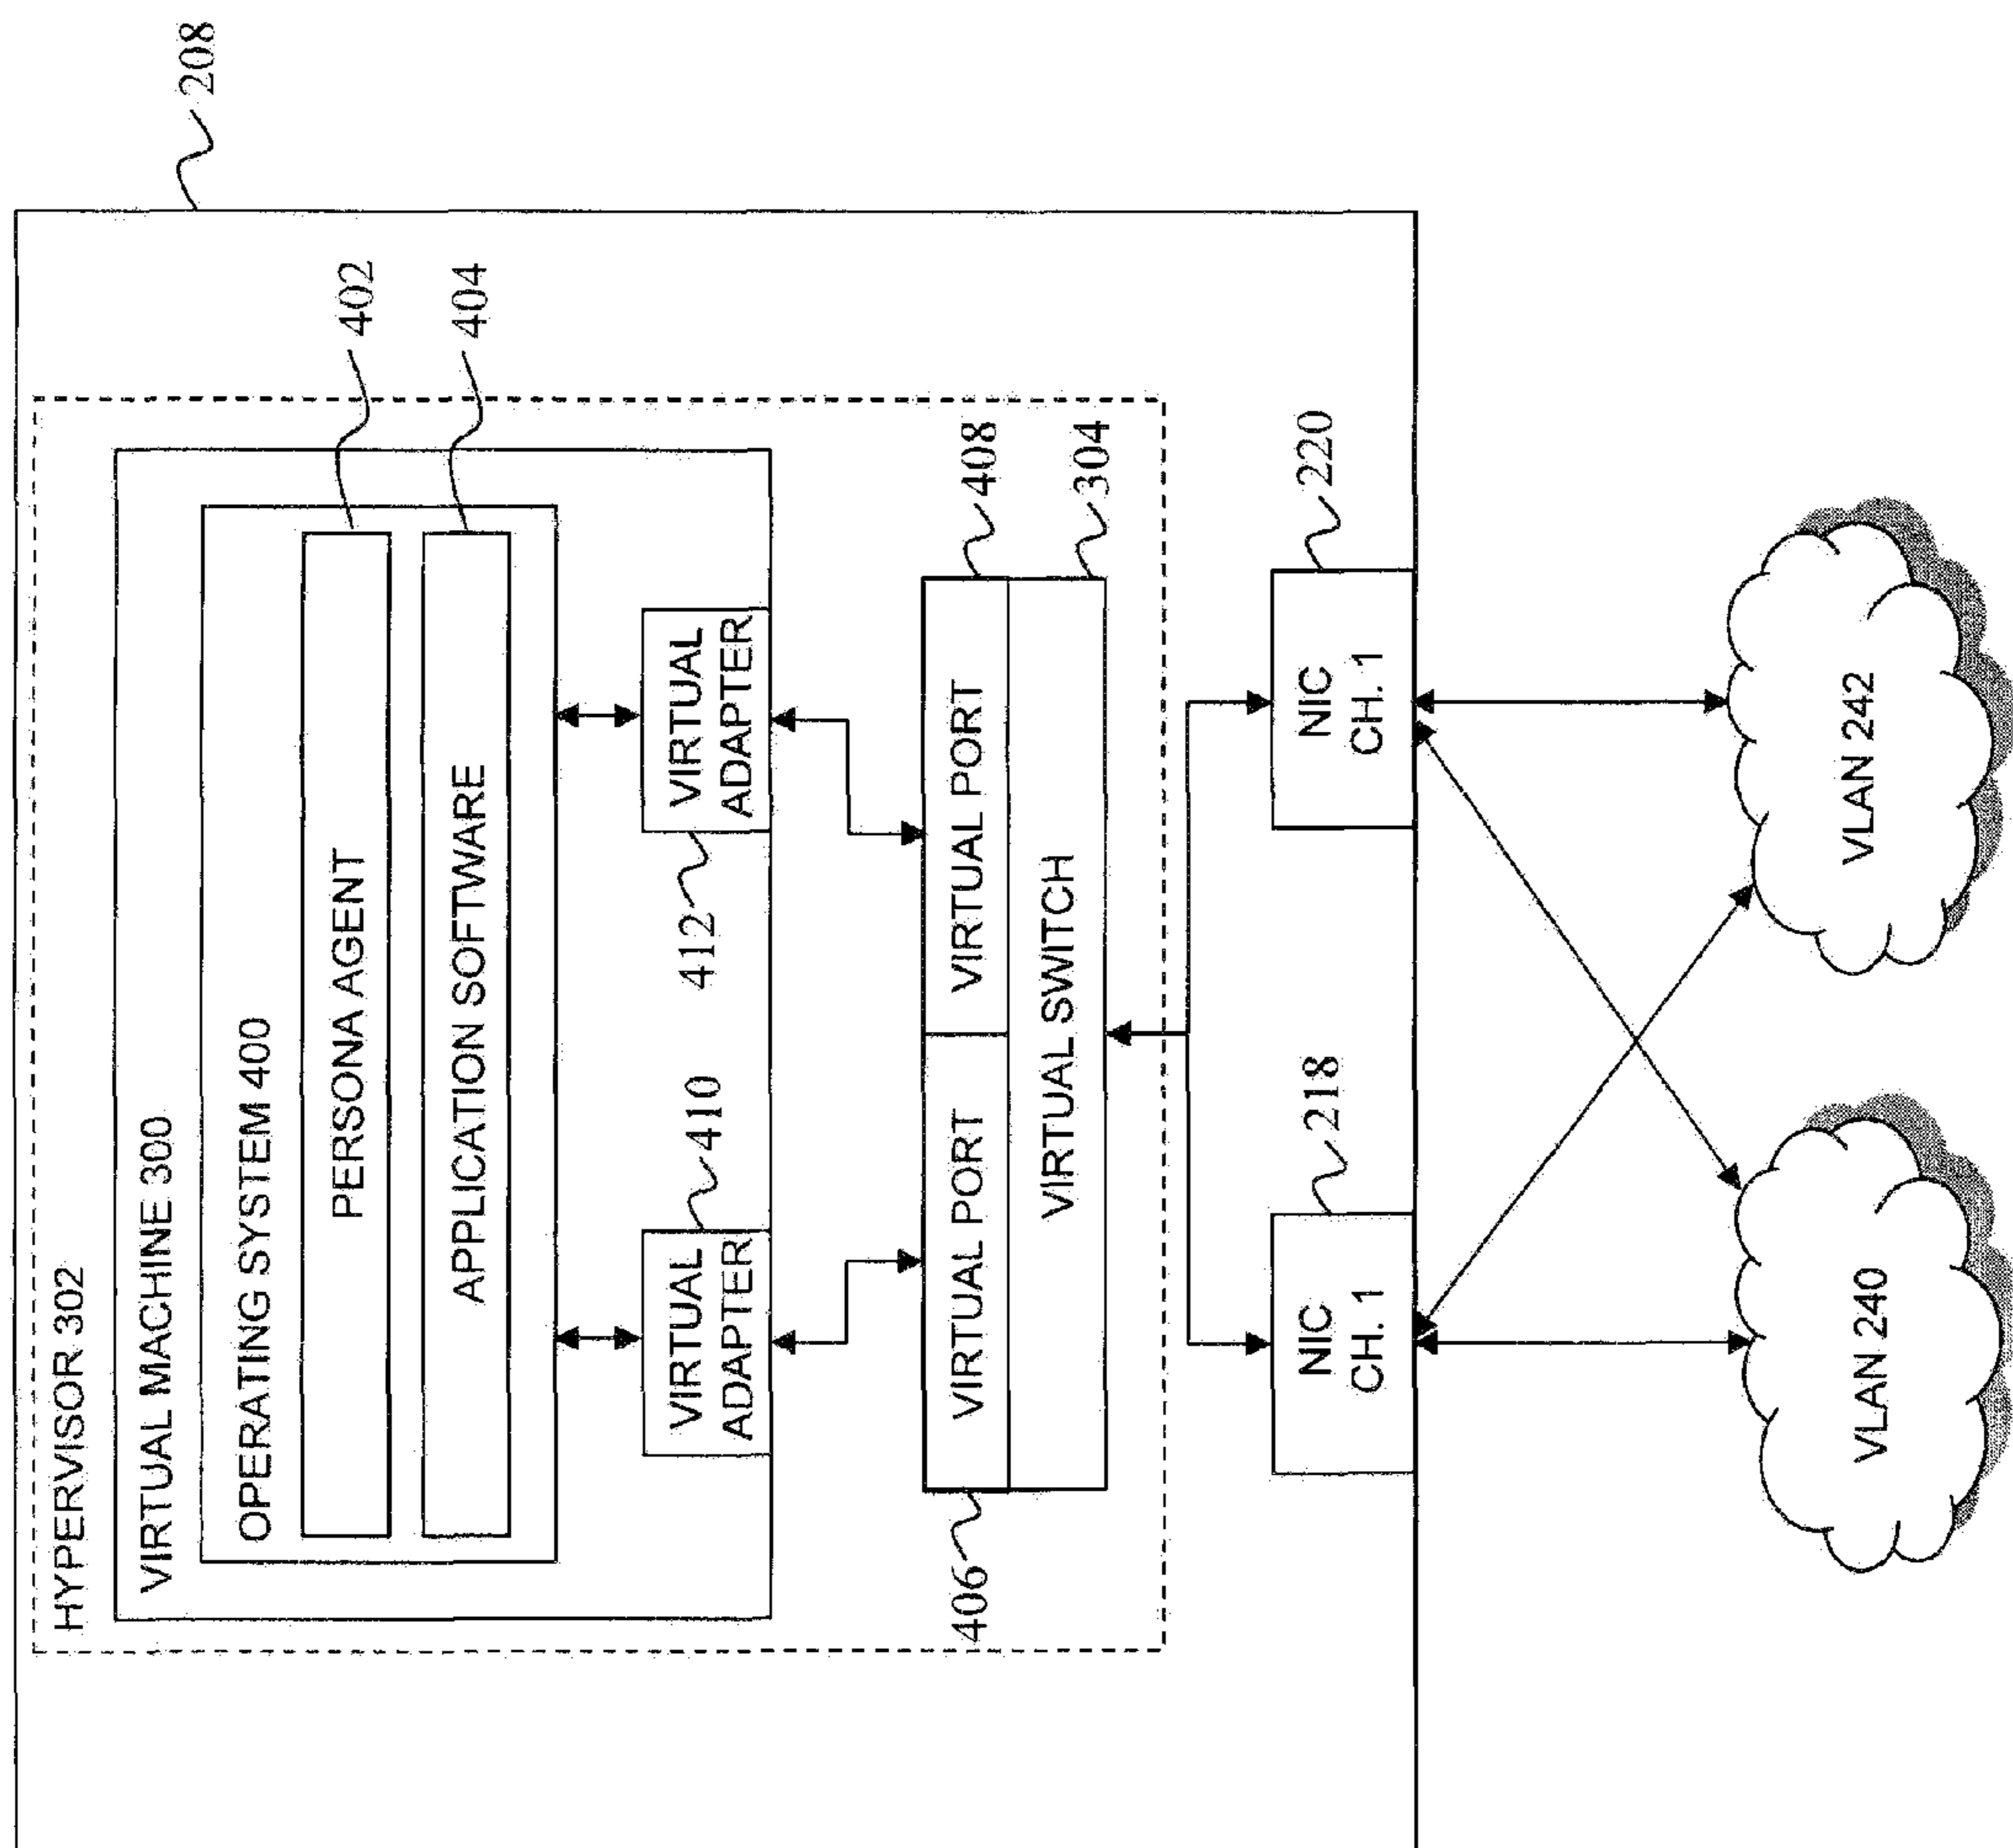 208
HYPERVISOR 302
VIRTUAL MACHINE 300
OPERATING SYSTEM 400
PERSONA AGENT
402
APPLICATION SOFTWARE
404
VIRTUAL
ADAPTER
410
VIRTUAL
ADAPTER
412
406
VIRTUAL PORT
VIRTUAL PORT
408
VIRTUAL SWITCH
304
NIC
CH. 1
218
NIC
CH. 1
220
VLAN 240
VLAN 242